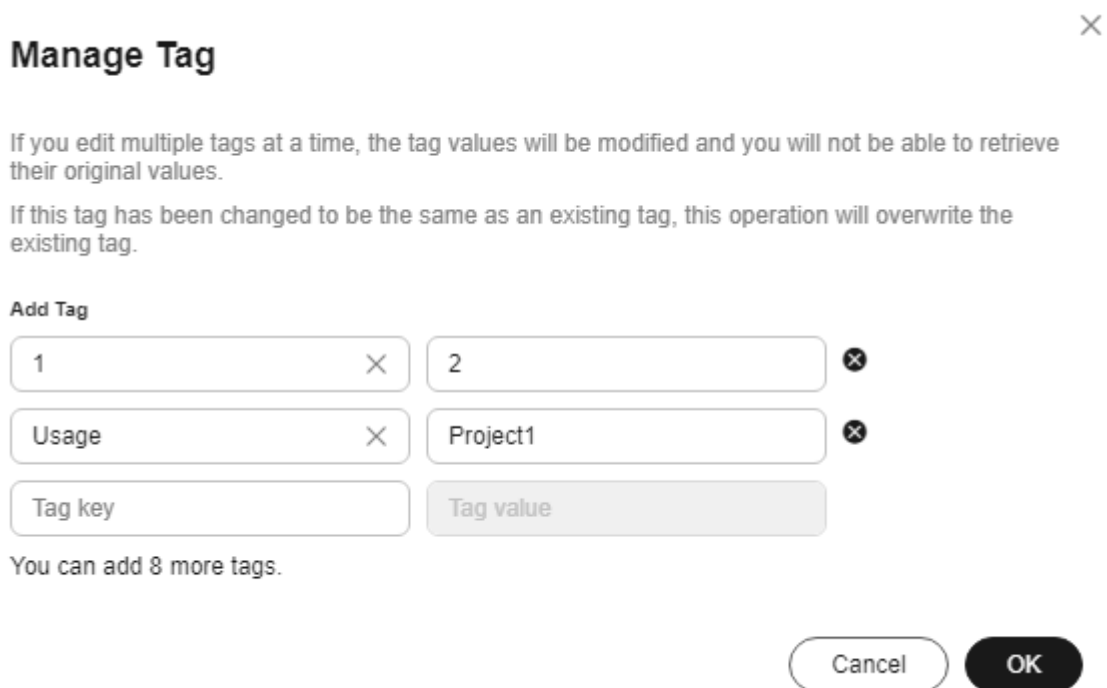 Manage Tag
If you edit multiple tags at a time, the tag values will be modified and you will not be able to retrieve
their original values.
If this tag has been changed to be the same as an existing tag, this operation will overwrite the
existing tag.
Add Tag
1 2
Usage Project1
Tag key Tag value
You can add 8 more tags.
Cancel OK